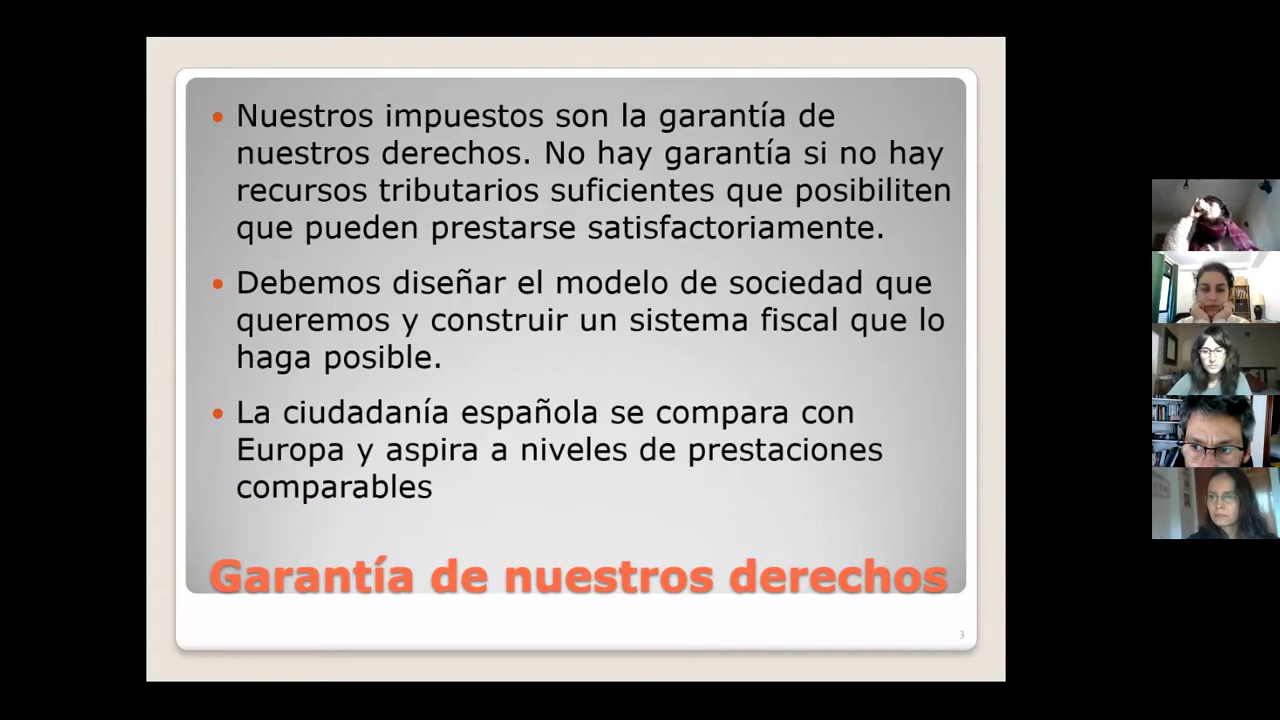 • Nuestros impuestos son la garantía de
nuestros derechos. No hay garantía si no hay
recursos tributarios suficientes que posibiliten
que pueden prestarse satisfactoriamente.
• Debemos diseñar el modelo de sociedad que
queremos y construir un sistema fiscal que lo
haga posible.
• La ciudadanía española se compara con
Europa y aspira a niveles de prestaciones
comparables
Garantía de nuestros derechos
3